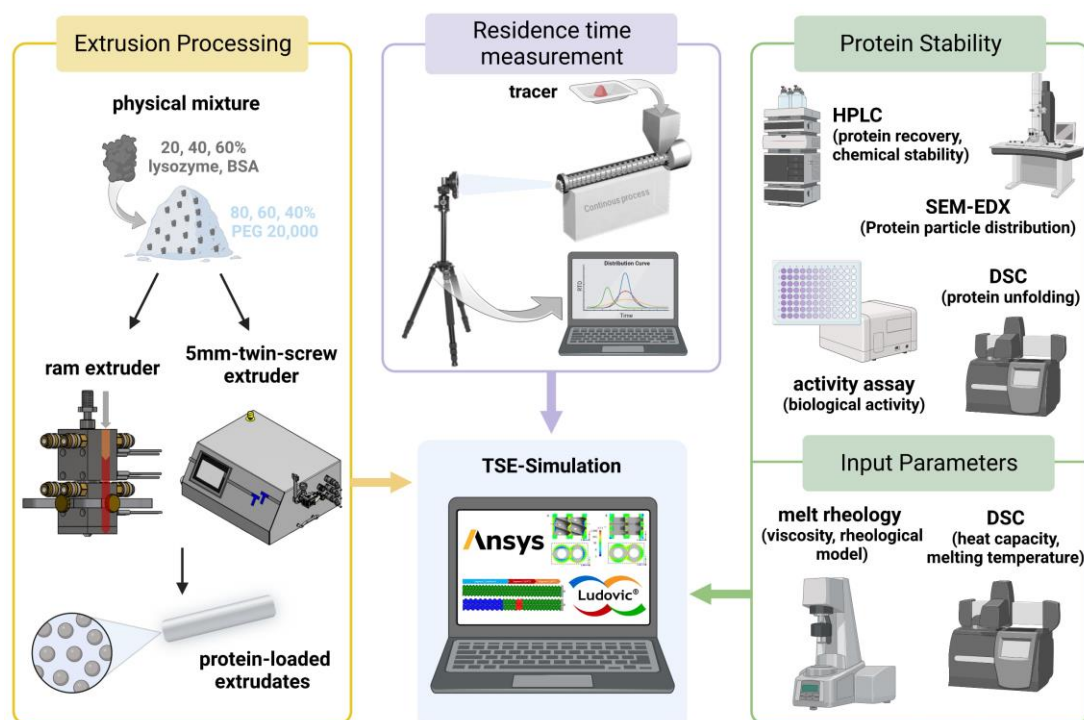 Extrusion Processing
physical mixture
20, 40, 60%
lysozyme, BSA
80, 60, 40%
PEG 20,000
ram extruder
5mm-twin-screw
extruder
protein-loaded
extrudates
Residence time
measurement
tracer
Continous process
Distribution Curve
RTD
Time
TSE-Simulation
Ansys
Ludovic®
Protein Stability
HPLC
(protein recovery,
chemical stability)
SEM-EDX
(Protein particle distribution)
DSC
(protein unfolding)
activity assay
(biological activity)
Input Parameters
melt rheology
(viscosity, rheological
model)
DSC
(heat capacity,
melting temperature)